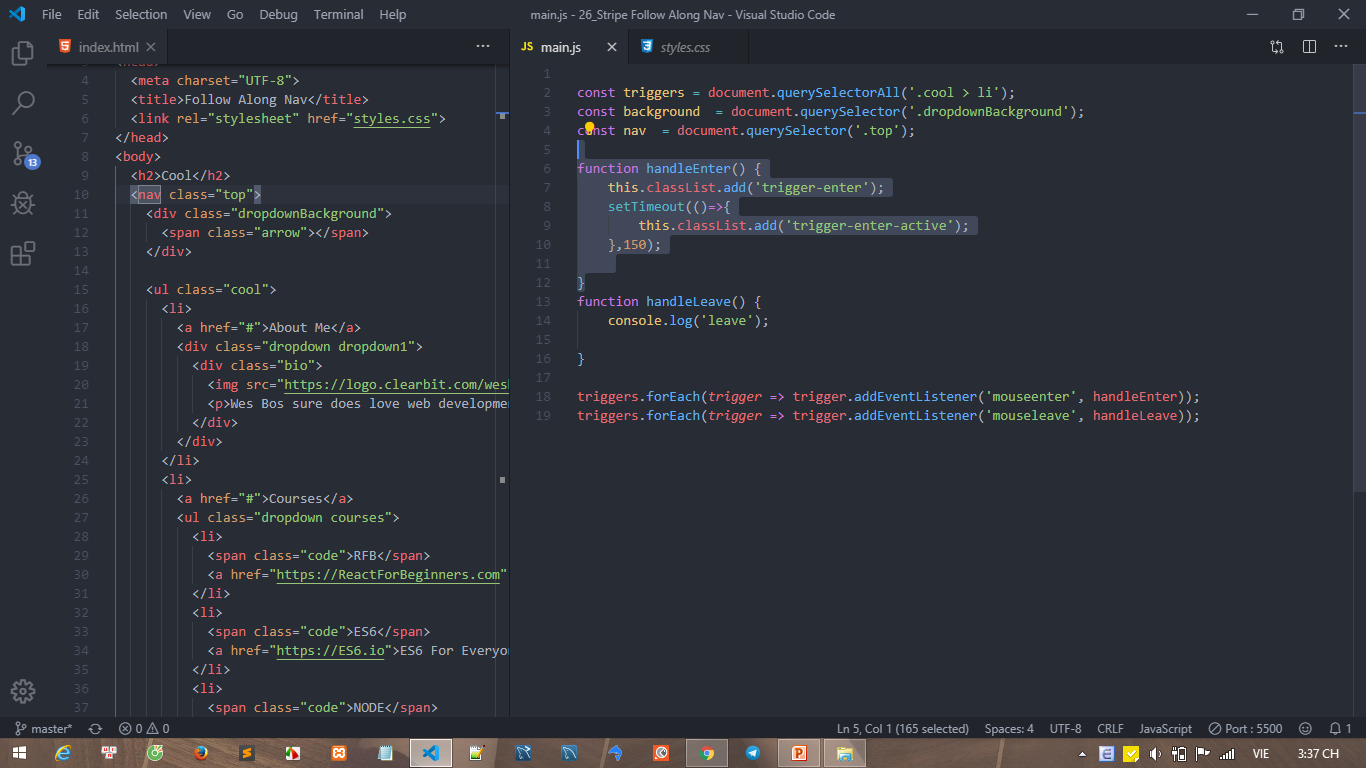 File Edit Selection View Go Debug Terminal Help
main.js - 26_Stripe Follow Along Nav - Visual Studio Code
index.html
JS main.js
styles.css
4 <meta charset="UTF-8">
5 <title>Follow Along Nav</title>
6 <link rel="stylesheet" href="styles.css">
7 </head>
8 <body>
9 <h2>Cool</h2>
10 <nav class="top">
11 <div class="dropdownBackground">
12 <span class="arrow"></span>
13 </div>
14
15 <ul class="cool">
16 <li>
17 <a href="#">About Me</a>
18 <div class="dropdown dropdown1">
19 <div class="bio">
20 <img src="https://logo.clearbit.com/wesb
21 <p>Wes Bos sure does love web developme
22 </div>
23 </div>
24 </li>
25 <li>
26 <a href="#">Courses</a>
27 <ul class="dropdown courses">
28 <li>
29 <span class="code">RFB</span>
30 <a href="https://ReactForBeginners.com"
31 </li>
32 <li>
33 <span class="code">ES6</span>
34 <a href="https://ES6.io">ES6 For Everyo
35 </li>
36 <li>
37 <span class="code">NODE</span>
1
2 const triggers = document.querySelectorAll('.cool > li');
3 const background = document.querySelector('.dropdownBackground');
4 const nav = document.querySelector('.top');
5
6 function handleEnter() {
7 this.classList.add('trigger-enter');
8 setTimeout(()=>{
9 this.classList.add('trigger-enter-active');
10 },150);
11
12 }
13 function handleLeave() {
14 console.log('leave');
15
16 }
17
18 triggers.forEach(trigger => trigger.addEventListener('mouseenter', handleEnter));
19 triggers.forEach(trigger => trigger.addEventListener('mouseleave', handleLeave));
13
master* 0 0
Ln 5, Col 1 (165 selected) Spaces: 4 UTF-8 CRLF JavaScript Port : 5500 1
VIE 3:37 CH